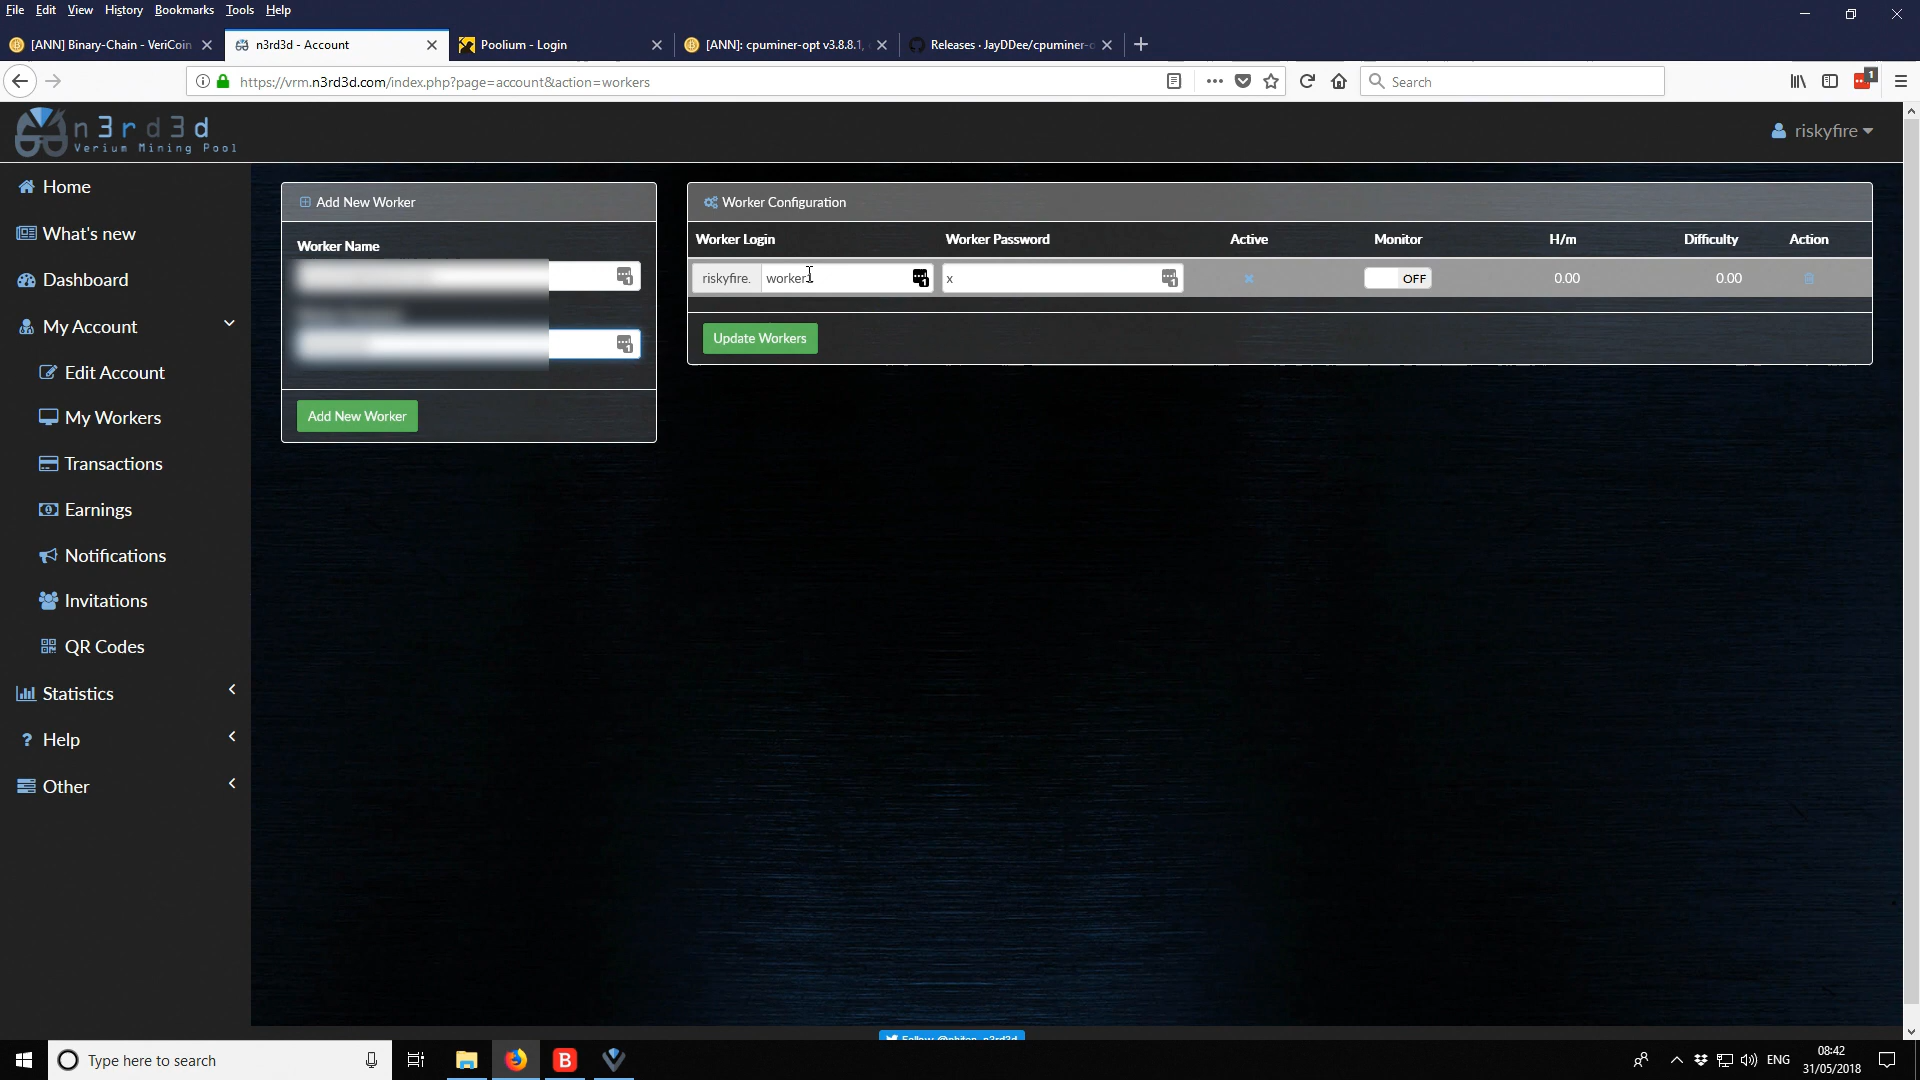 File Edit View History Bookmarks Tools Help
[ANN] Binary-Chain - VeriCoin
n3rd3d - Account
Poolium - Login
[ANN]: cpuminer-opt v3.8.8.1,
Releases · JayDDee/cpuminer-o
https://vrm.n3rd3d.com/index.php?page=account&action=workers
Search
1
n3rd3d
Verium Mining Pool
riskyfire
Home
What's new
Dashboard
My Account
Edit Account
My Workers
Transactions
Earnings
Notifications
Invitations
QR Codes
Statistics
Help
Other
Add New Worker
Worker Name
Add New Worker
Worker Configuration
Worker Login Worker Password Active Monitor H/m Difficulty Action
riskyfire. worker1 x OFF 0.00 0.00
Update Workers
Follow @phiten_n3rd3d
Type here to search
ENG
08:42
31/05/2018